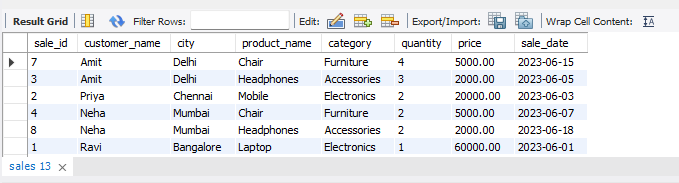 Result Grid Filter Rows: Edit: Export/Import: Wrap Cell Content: IA
sale_id customer_name city product_name category quantity price sale_date
7 Amit Delhi Chair Furniture 4 5000.00 2023-06-15
3 Amit Delhi Headphones Accessories 3 2000.00 2023-06-05
2 Priya Chennai Mobile Electronics 2 20000.00 2023-06-03
4 Neha Mumbai Chair Furniture 2 5000.00 2023-06-07
8 Neha Mumbai Headphones Accessories 2 2000.00 2023-06-18
1 Ravi Bangalore Laptop Electronics 1 60000.00 2023-06-01
sales 13